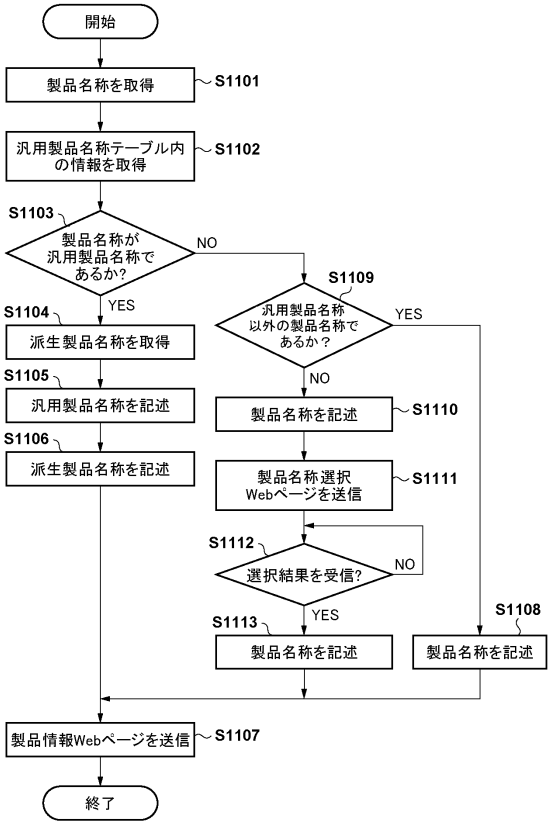 開始
製品名称を取得
S1101
汎用製品名称テーブル内
の情報を取得
S1102
S1103
製品名称が
汎用製品名称で
あるか?
NO
YES
S1104
派生製品名称を取得
S1105
汎用製品名称を記述
S1106
派生製品名称を記述
S1109
汎用製品名称
以外の製品名称で
あるか？
YES
NO
製品名称を記述
S1110
製品名称選択
Webページを送信
S1111
S1112
選択結果を受信?
NO
YES
S1113
製品名称を記述
S1108
製品名称を記述
製品情報Webページを送信
S1107
終了